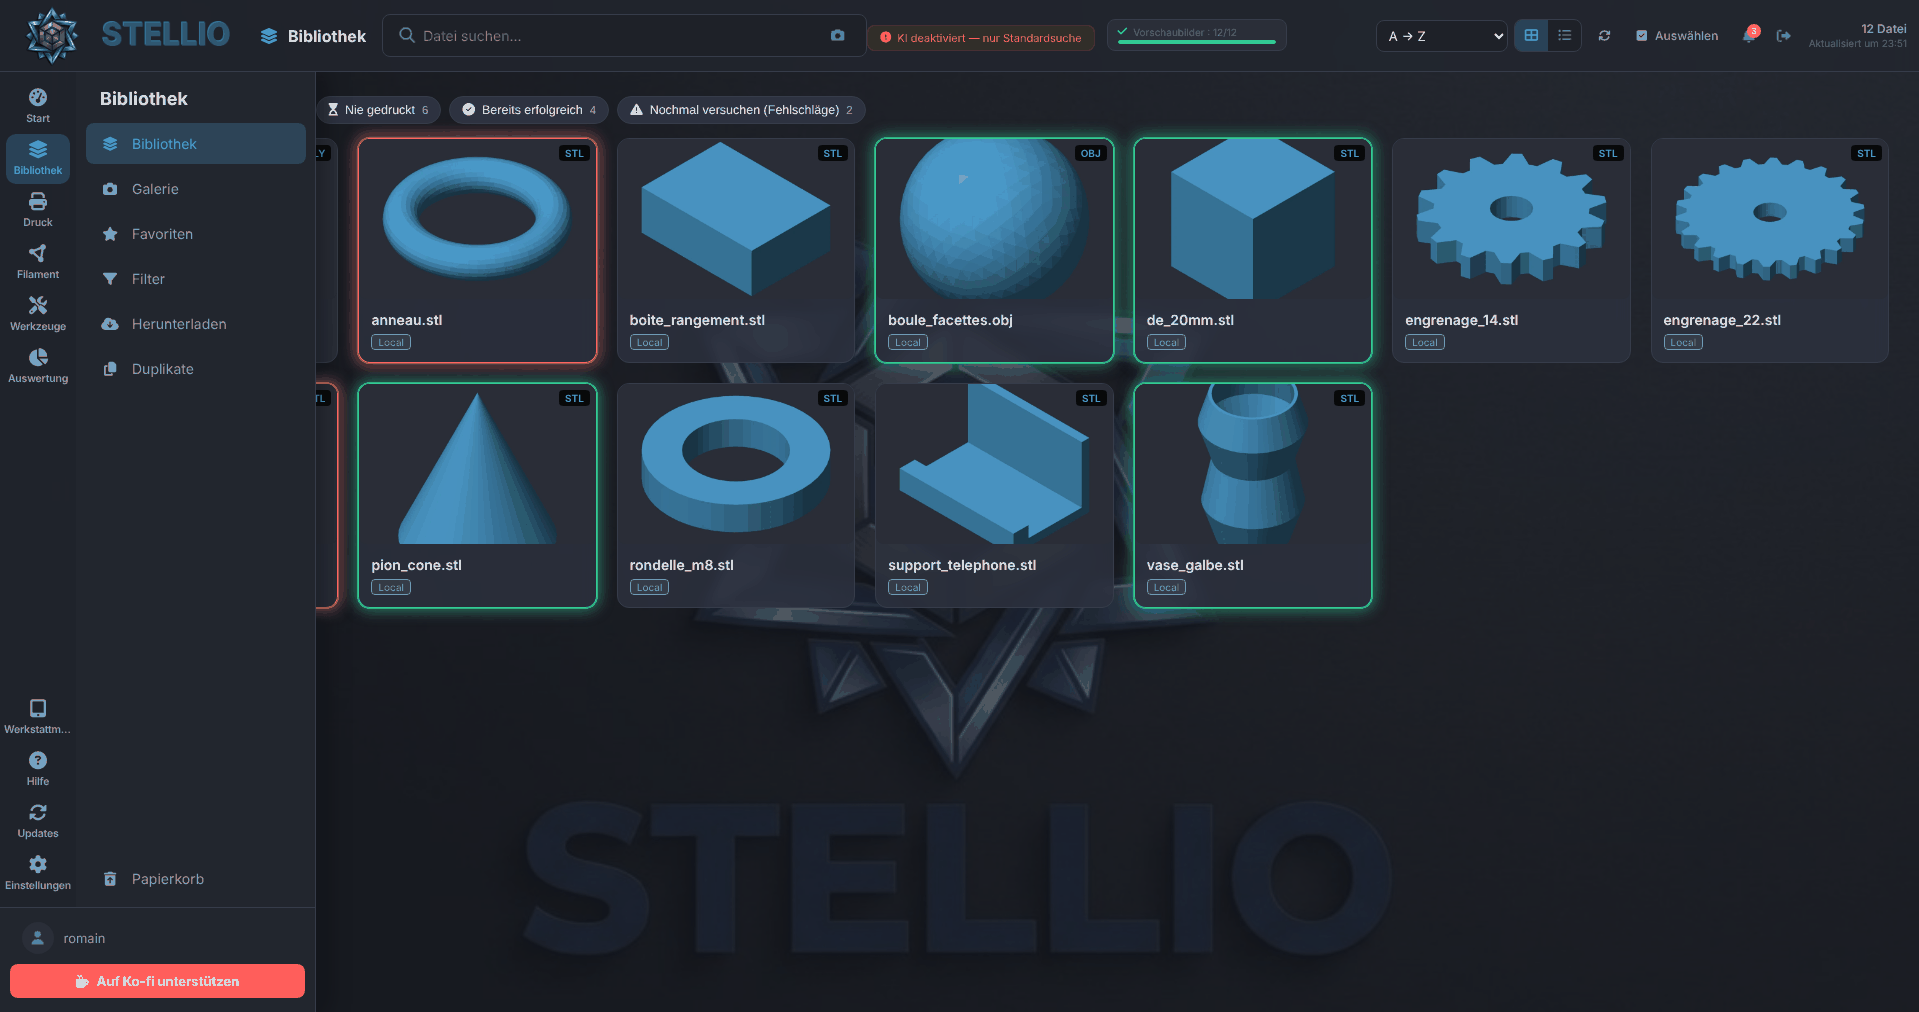 STELLIO
Bibliothek
Datei suchen...
KI deaktiviert — nur Standardsuche
Vorschaubilder : 12/12
A → Z
Auswählen
3
12 Datei
Aktualisiert um 23:51
Start
Bibliothek
Druck
Filament
Werkzeuge
Auswertung
Werkstattm...
Hilfe
Updates
Einstellungen
Bibliothek
Bibliothek
Galerie
Favoriten
Filter
Herunterladen
Duplikate
Papierkorb
romain
Auf Ko-fi unterstützen
Nie gedruckt 6
Bereits erfolgreich 4
Nochmal versuchen (Fehlschläge) 2
LY
STL
anneau.stl
Local
STL
boite_rangement.stl
Local
OBJ
boule_facettes.obj
Local
STL
de_20mm.stl
Local
STL
engrenage_14.stl
Local
STL
engrenage_22.stl
Local
TL
STL
pion_cone.stl
Local
STL
rondelle_m8.stl
Local
STL
support_telephone.stl
Local
STL
vase_galbe.stl
Local
STELLIO